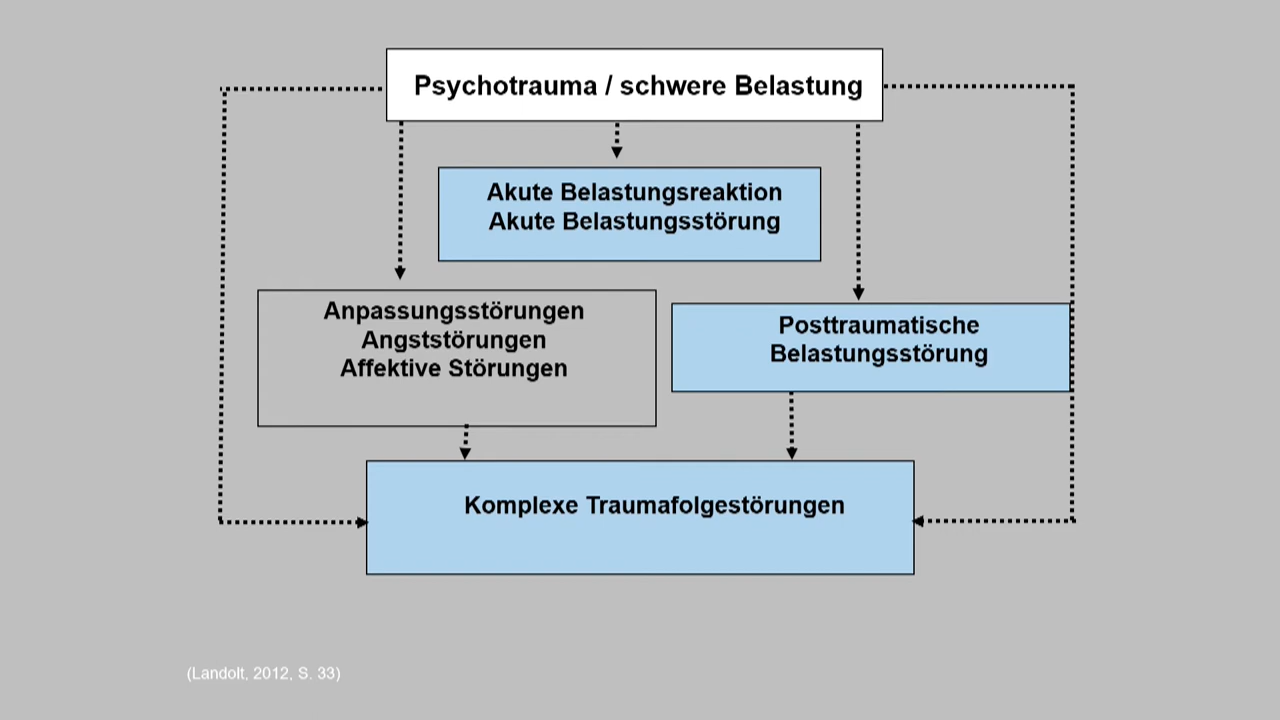 Psychotrauma / schwere Belastung
Akute Belastungsreaktion
Akute Belastungsstörung
Anpassungsstörungen
Angststörungen
Affektive Störungen
Posttraumatische
Belastungsstörung
Komplexe Traumafolgestörungen
(Landolt, 2012, S. 33)